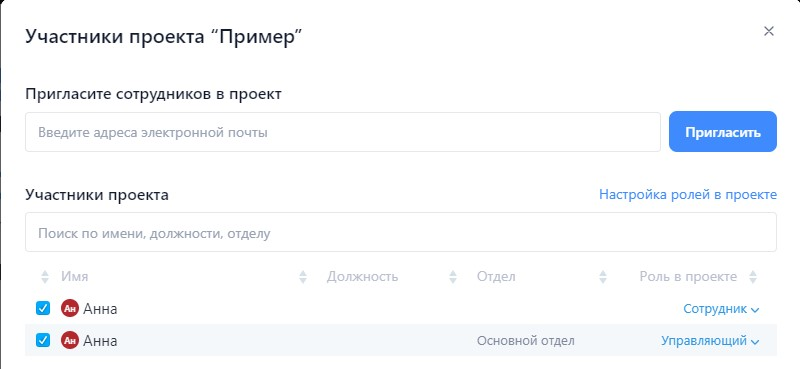 Участники проекта “Пример”
Пригласите сотрудников в проект
Введите адреса электронной почты
Пригласить
Участники проекта
Настройка ролей в проекте
Поиск по имени, должности, отделу
Имя Должность Отдел Роль в проекте
Ан Анна Сотрудник
Ан Анна Основной отдел Управляющий